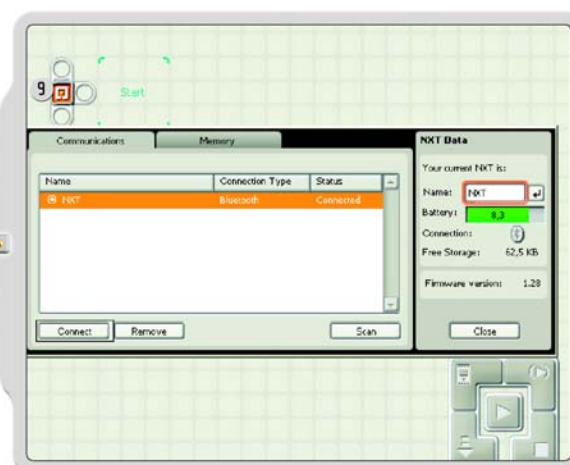 9
Start
Communications
Memory
Name
Connection Type
Status
NXT
Bluetooth
Connected
Connect
Remove
Scan
NXT Data
Your current NXT is:
Name: NXT
Battery: 8,3
Connection:
Free Storage: 62,5 KB
Firmware version: 1.28
Close